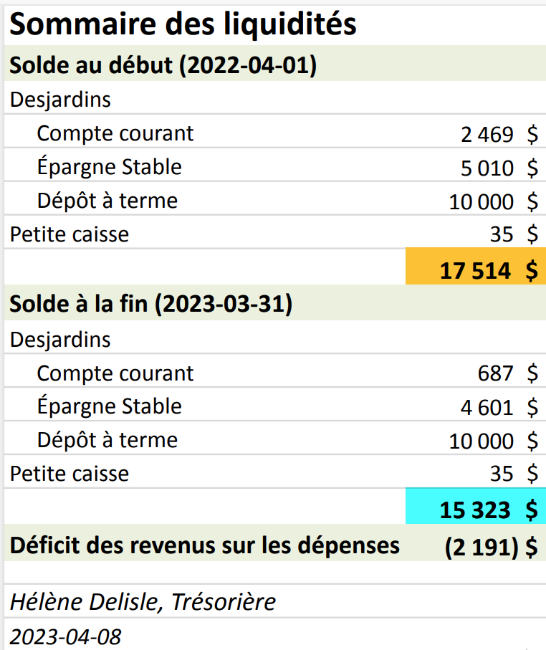 Sommaire des liquidités
Solde au début (2022-04-01)
Desjardins
Compte courant 2 469 $
Épargne Stable 5 010 $
Dépôt à terme 10 000 $
Petite caisse 35 $
17 514 $
Solde à la fin (2023-03-31)
Desjardins
Compte courant 687 $
Épargne Stable 4 601 $
Dépôt à terme 10 000 $
Petite caisse 35 $
15 323 $
Déficit des revenus sur les dépenses (2 191) $
Hélène Delisle, Trésorière
2023-04-08